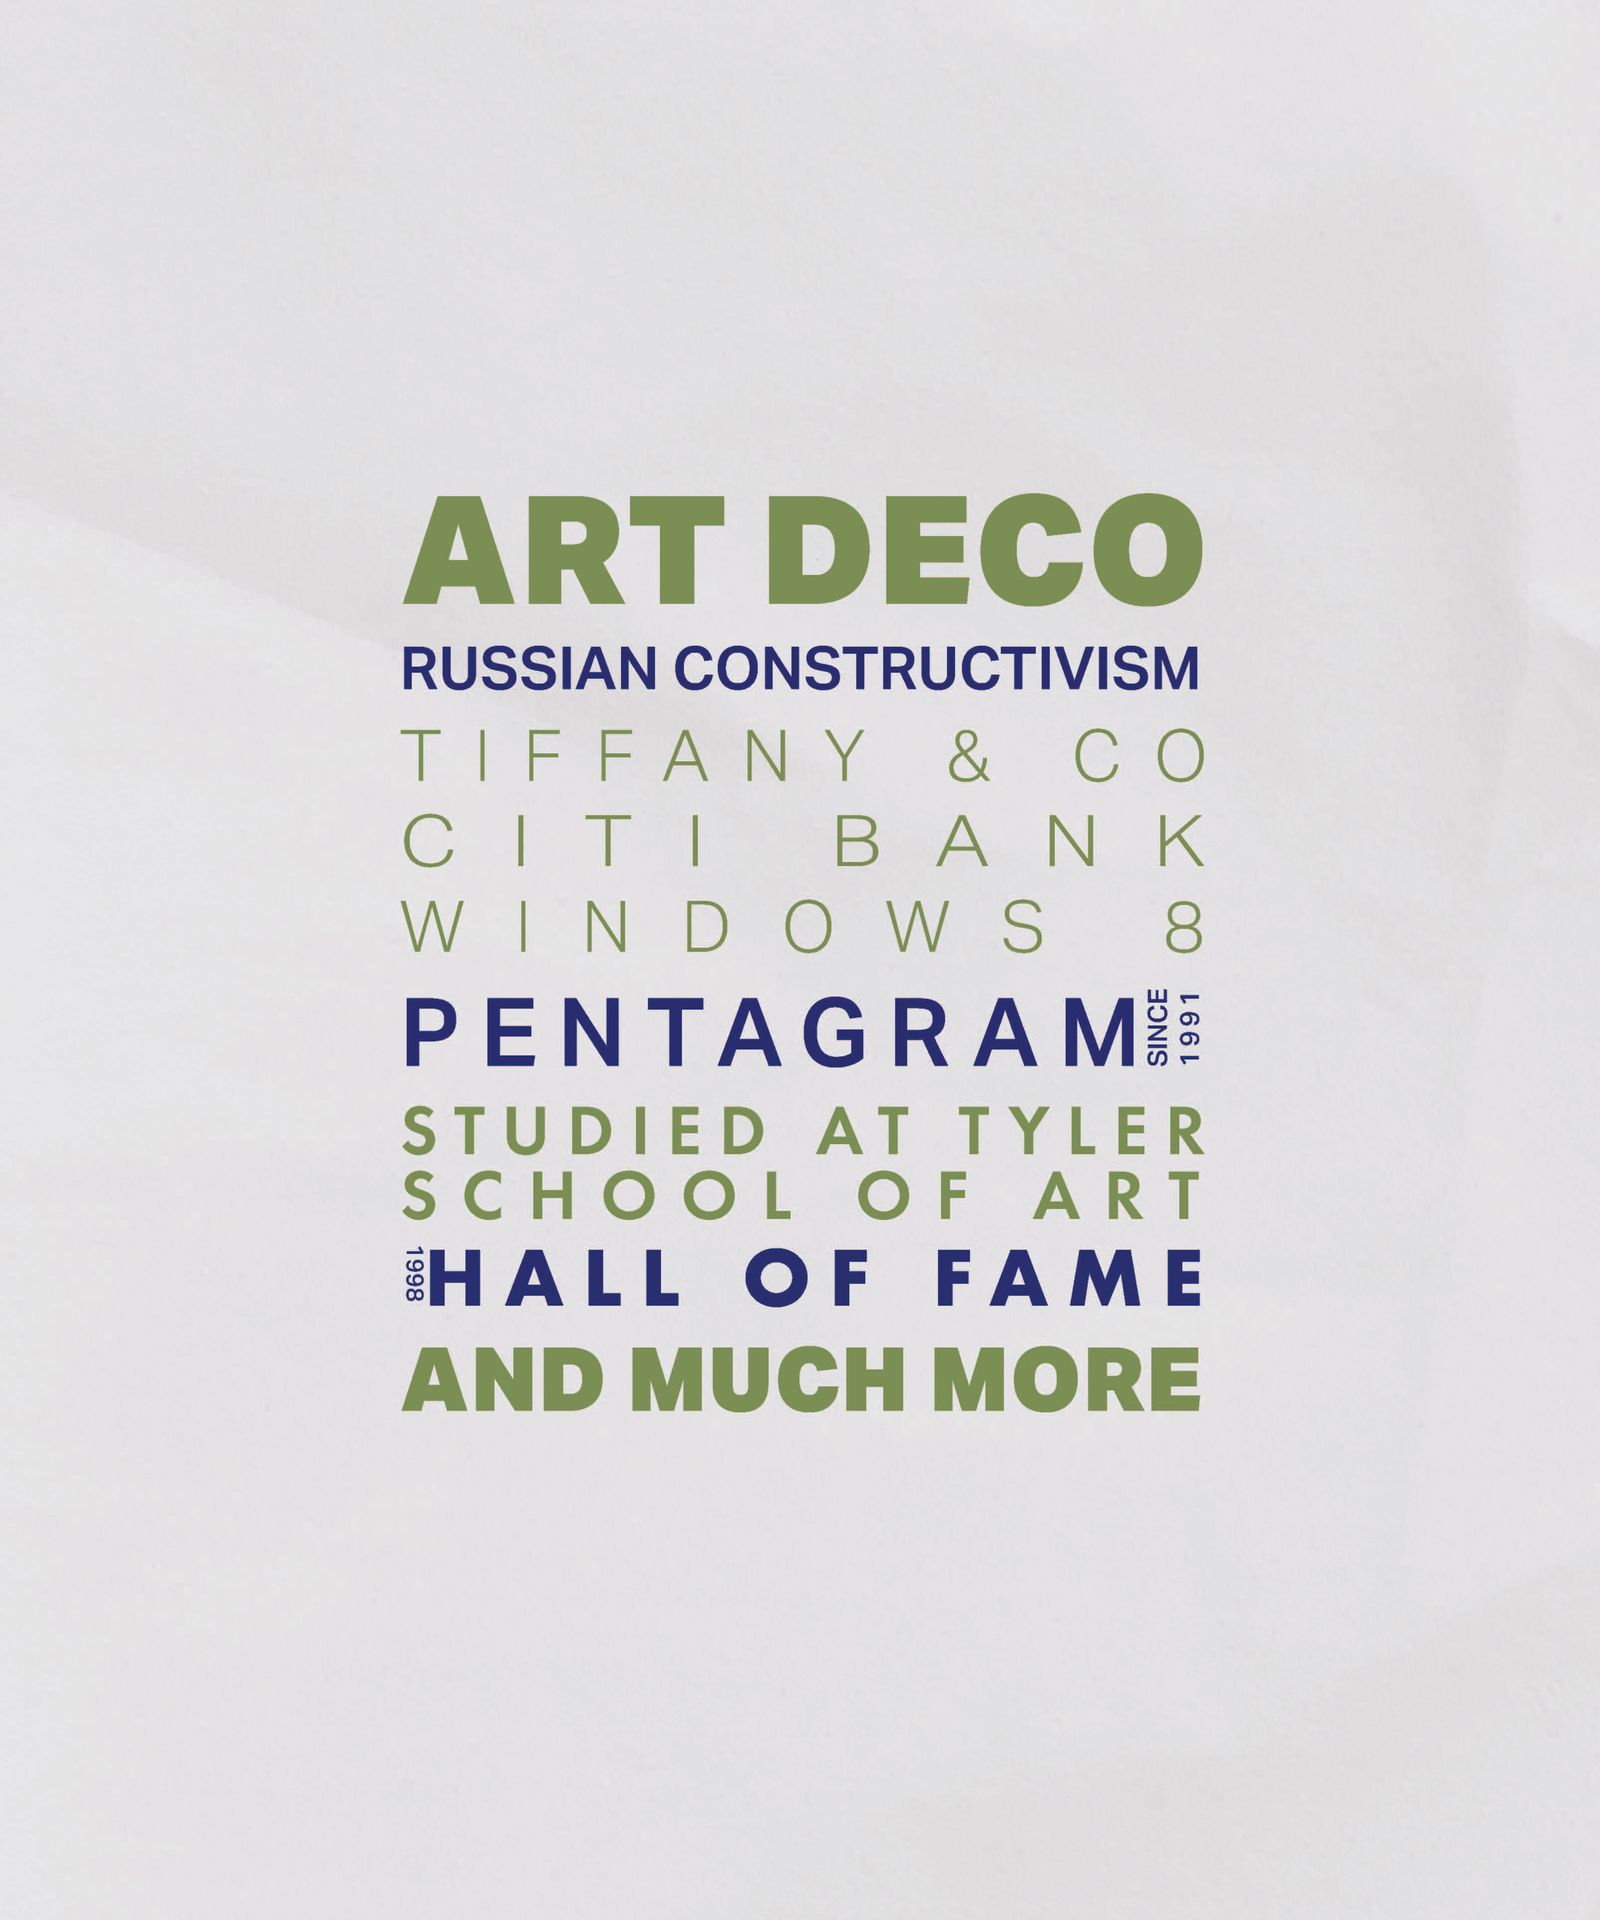 ART DECO
RUSSIAN CONSTRUCTIVISM
TIFFANY & CO
CITI BANK
WINDOWS 8
PENTAGRAM
SINCE
1991
STUDIED AT TYLER
SCHOOL OF ART
1998
HALL OF FAME
AND MUCH MORE